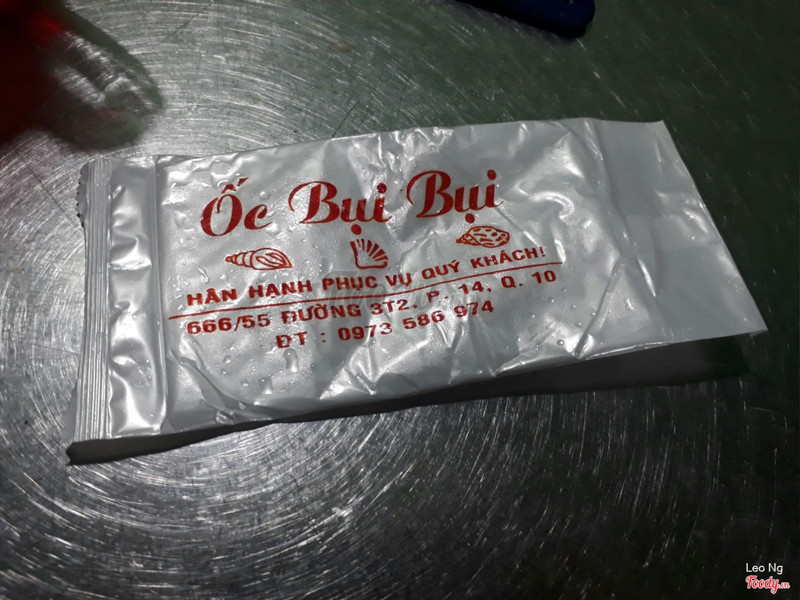 Ốc Bụi Bụi
HÂN HẠNH PHỤC VỤ QUÝ KHÁCH!
666/55 ĐƯỜNG 3T2, P. 14, Q. 10
ĐT : 0973 586 974
Leo Ng
Foody.vn